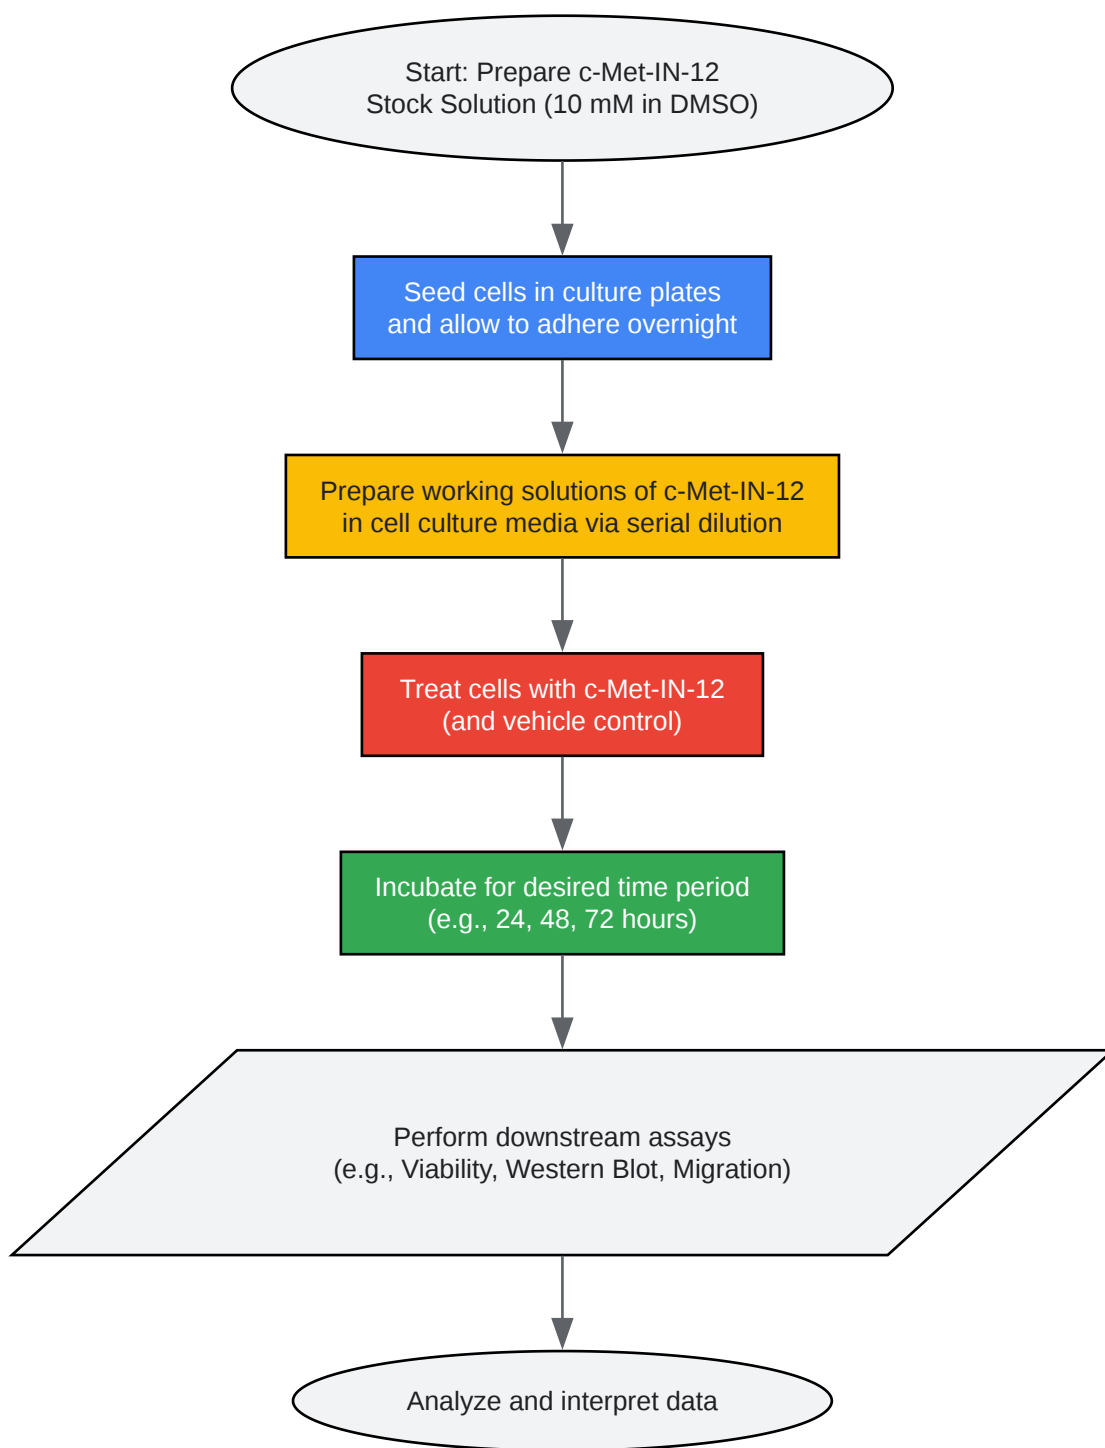 Start: Prepare c-Met-IN-12
Stock Solution (10 mM in DMSO)
Seed cells in culture plates
and allow to adhere overnight
Prepare working solutions of c-Met-IN-12
in cell culture media via serial dilution
Treat cells with c-Met-IN-12
(and vehicle control)
Incubate for desired time period
(e.g., 24, 48, 72 hours)
Perform downstream assays
(e.g., Viability, Western Blot, Migration)
Analyze and interpret data